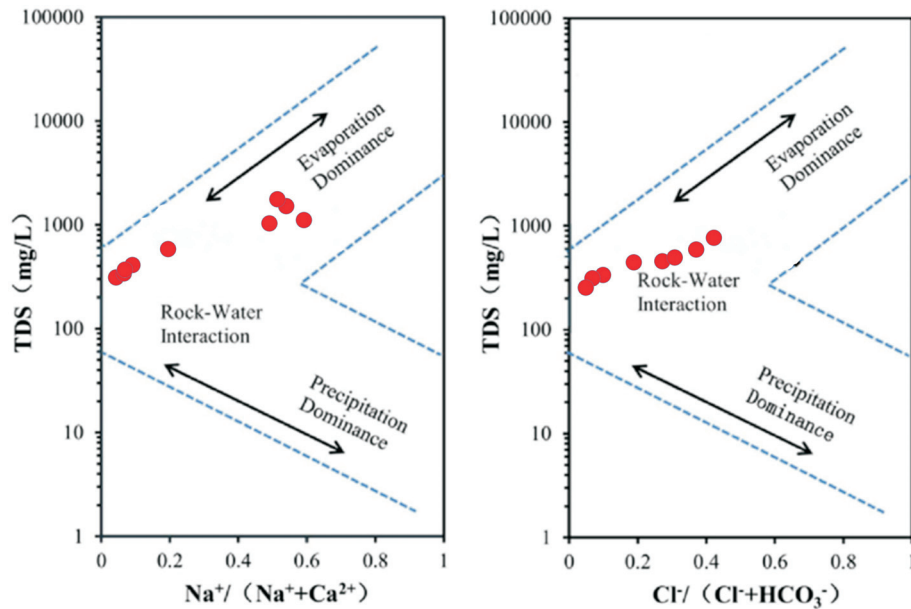 100000
10000
1000
100
10
1
TDS（mg/L）
Evaporation
Dominance
Rock-Water
Interaction
Precipitation
Dominance
0
0.2
0.4
0.6
0.8
1
Na⁺/（Na⁺+Ca²⁺）
100000
10000
1000
100
10
1
TDS（mg/L）
Evaporation
Dominance
Rock-Water
Interaction
Precipitation
Dominance
0
0.2
0.4
0.6
0.8
1
Cl⁻/（Cl⁻+HCO₃⁻）